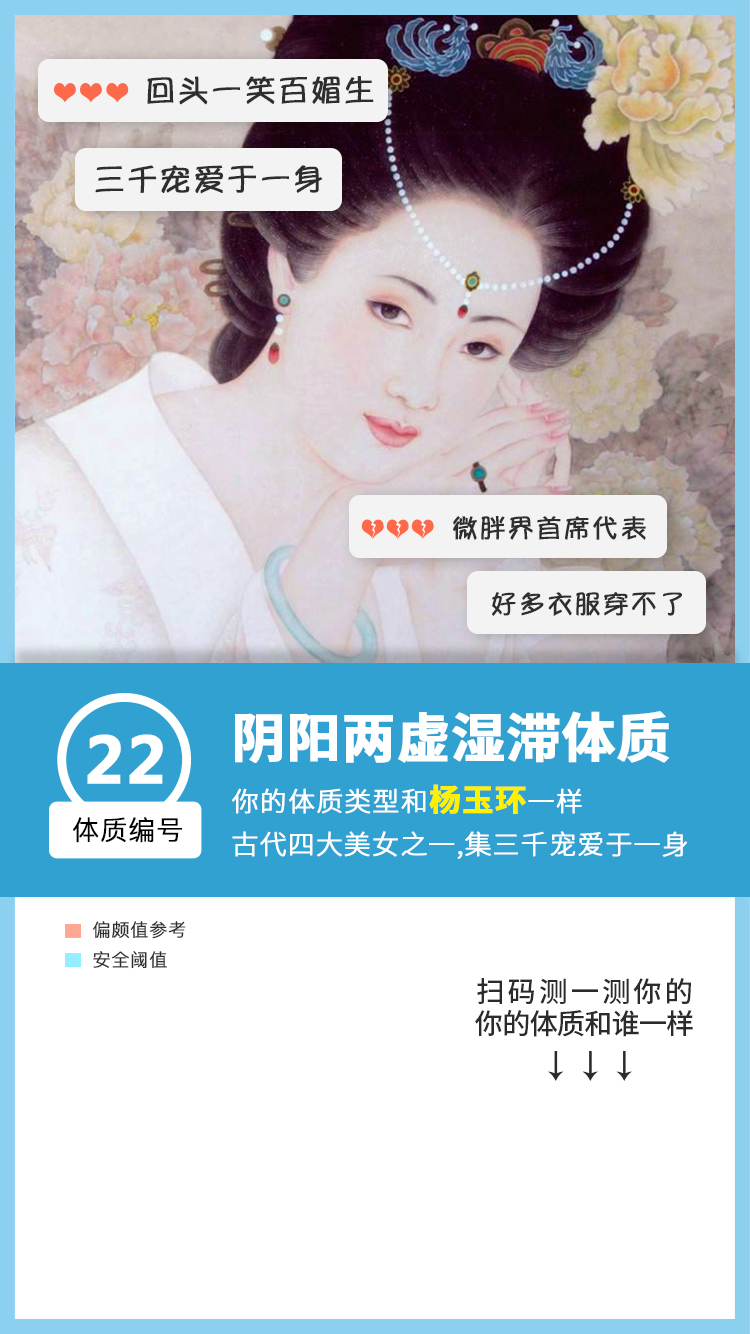 回头一笑百媚生
三千宠爱于一身
微胖界首席代表
好多衣服穿不了
22
体质编号
阴阳两虚湿滞体质
你的体质类型和杨玉环一样
古代四大美女之一,集三千宠爱于一身
偏颇值参考
安全阈值
扫码测一测你的
你的体质和谁一样
↓ ↓ ↓